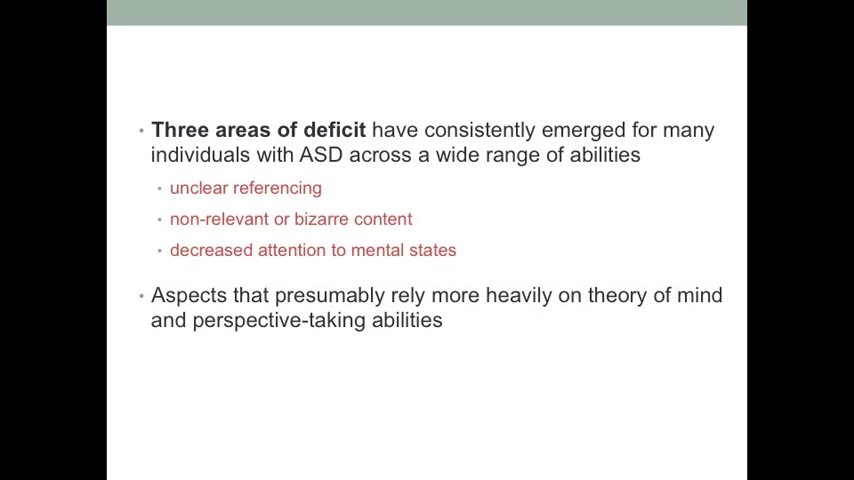 Three areas of deficit have consistently emerged for many
individuals with ASD across a wide range of abilities
unclear referencing
non-relevant or bizarre content
decreased attention to mental states
Aspects that presumably rely more heavily on theory of mind
and perspective-taking abilities